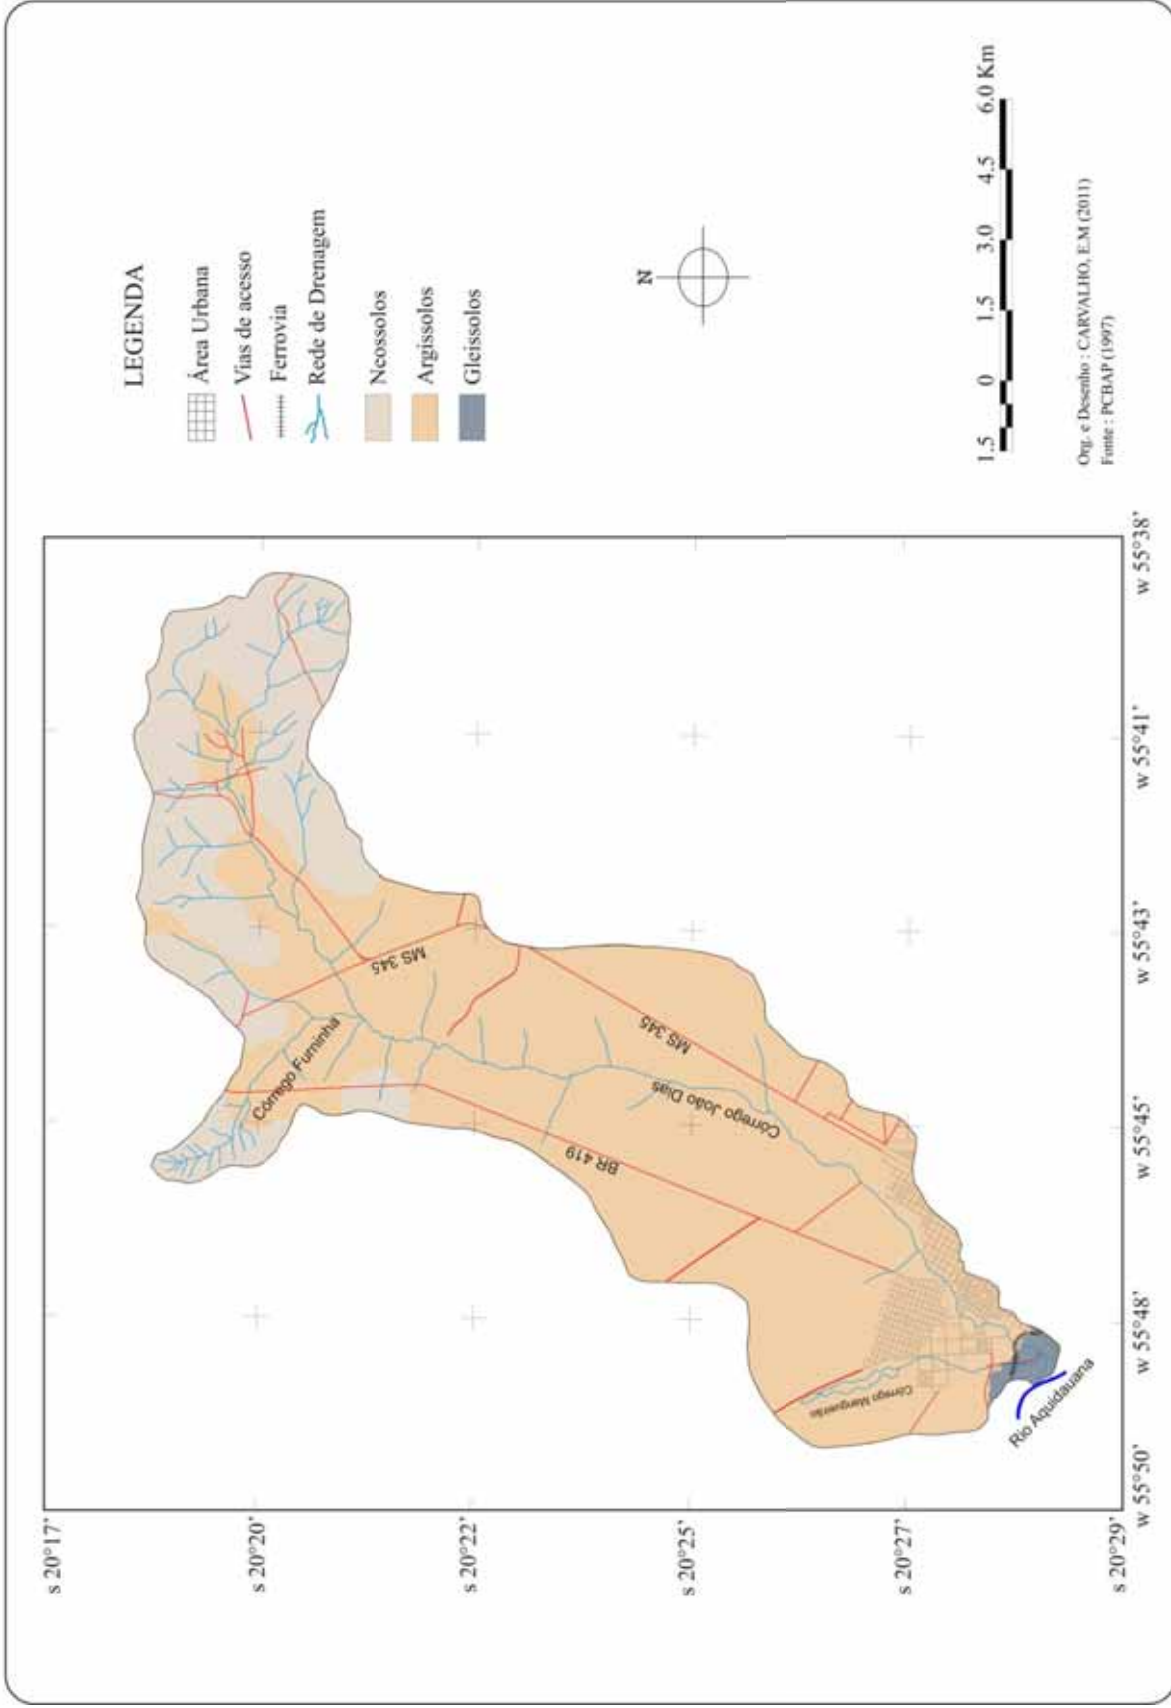 LEGENDA
Área Urbana
Vias de acesso
Ferrovia
Rede de Drenagem
Neossolos
Argissolos
Gleissolos
N
1.5 0 1.5 3.0 4.5 6.0 Km
Org. e Desenho : CARVALHO, E.M (2011)
Fonte : PCBAP (1997)
s 20°17'
s 20°20'
s 20°22'
s 20°25'
s 20°27'
s 20°29'
w 55°50'
w 55°48'
w 55°45'
w 55°43'
w 55°41'
w 55°38'
Córrego Fuminha
MS 345
MS 345
Córrego João Dias
BR 419
Córrego Mangueirão
Rio Aquidauana